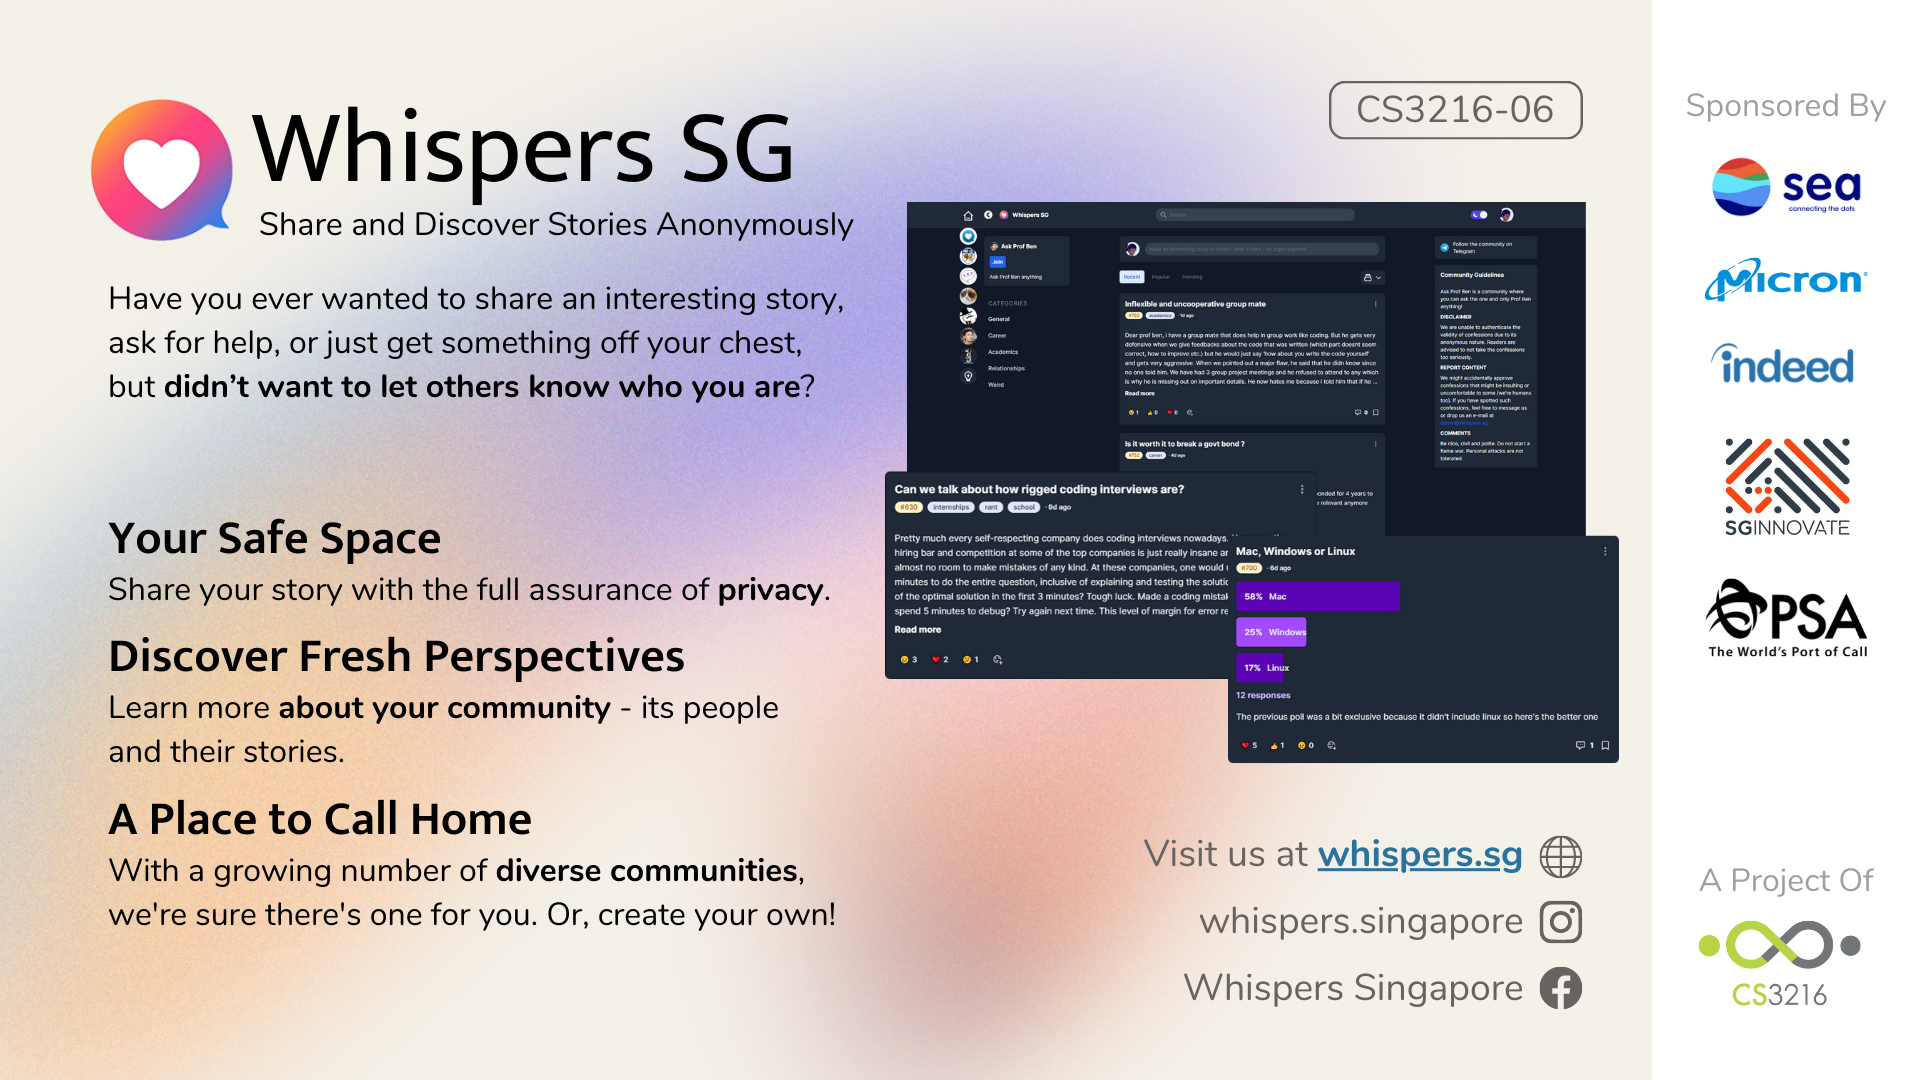 Whispers SG
Share and Discover Stories Anonymously
Have you ever wanted to share an interesting story,
ask for help, or just get something off your chest,
but didn't want to let others know who you are?
Your Safe Space
Share your story with the full assurance of privacy.
Discover Fresh Perspectives
Learn more about your community - its people
and their stories.
A Place to Call Home
With a growing number of diverse communities,
we're sure there's one for you. Or, create your own!
CS3216-06
Whispers SG
Search
Ask Prof Ben
Join
Ask Prof Ben anything
CATEGORIES
General
Career
Academics
Relationships
Weird
Recent
Popular
Trending
Inflexible and uncooperative group mate
academics · 1d ago
Dear prof ben, i have a group mate that does help in group work like coding. But he gets very
defensive when we give feedbacks about the code that was written (which part doesnt seem
correct, how to improve etc.) but he would just say 'how about you write the code yourself'
and gets very aggressive. When we pointed out a major flaw, he said that he didn't know since
no one told him. We have had 3 group project meetings and he refused to attend to any which
is why he is missing out on important details. He now hates me because i told him that if he ...
Read more
1 0 0
0
Is it worth it to break a govt bond ?
#752 career · 4d ago
onded for 4 years to
relevant anymore
Follow the community on
Telegram
Community Guidelines
Ask Prof Ben is a community where
you can ask the one and only Prof Ben
anything!
DISCLAIMER
We are unable to authenticate the
validity of confessions due to its
anonymous nature. Readers are
advised to not take the confessions
too seriously.
REPORT CONTENT
We might accidentally approve
confessions that might be insulting or
uncomfortable to some (we're humans
too). If you have spotted such
confessions, feel free to message us
or drop us an e-mail at
admin@whispers.sg
COMMENTS
Be nice, civil and polite. Do not start a
flame war. Personal attacks are not
tolerated.
Can we talk about how rigged coding interviews are?
#630 internships rant school · 9d ago
Pretty much every self-respecting company does coding interviews nowadays.
hiring bar and competition at some of the top companies is just really insane
almost no room to make mistakes of any kind. At these companies, one would
minutes to do the entire question, inclusive of explaining and testing the
of the optimal solution in the first 3 minutes? Tough luck. Made a coding
spend 5 minutes to debug? Try again next time. This level of margin for error
Read more
3 2 1
Mac, Windows or Linux
#700 · 6d ago
58% Mac
25% Windows
17% Linux
12 responses
The previous poll was a bit exclusive because it didn't include linux so here's the better one
5 1 0
1
Visit us at whispers.sg
whispers.singapore
Whispers Singapore
Sponsored By
sea
connecting the dots
Micron
indeed
SGINNOVATE
PSA
The World's Port of Call
A Project Of
CS3216